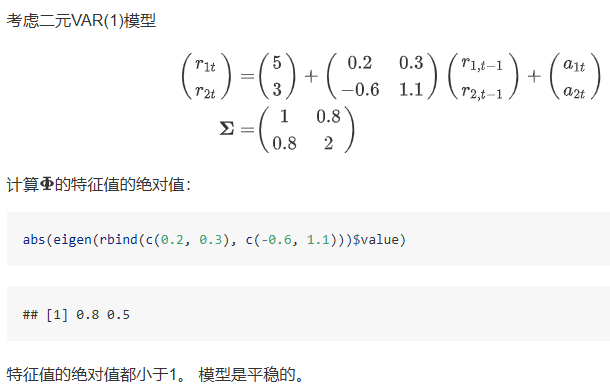 考虑二元VAR(1)模型
(r1t r2t) = (5 3) + (0.2 0.3 −0.6 1.1) (r1,t−1 r2,t−1) + (a1t a2t)
Σ = (1 0.8 0.8 2)
计算Φ的特征值的绝对值：
abs(eigen(rbind(c(0.2, 0.3), c(-0.6, 1.1)))$value)
## [1] 0.8 0.5
特征值的绝对值都小于1。 模型是平稳的。